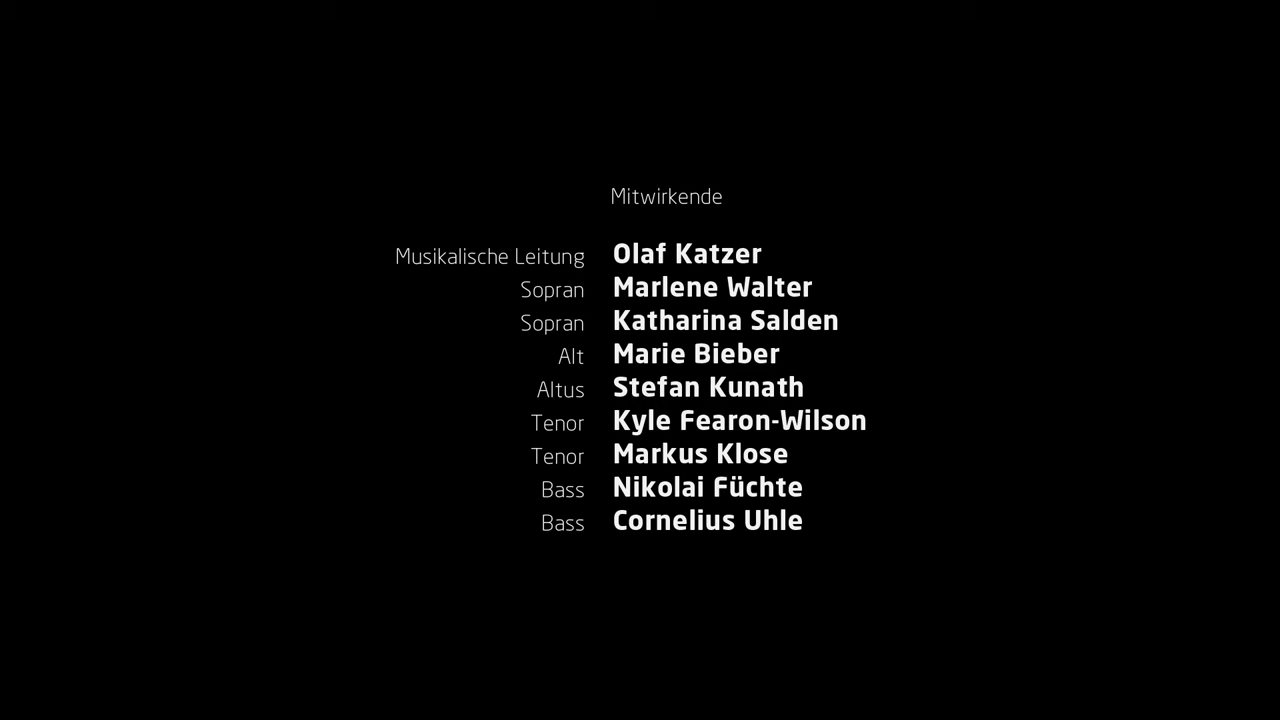 Mitwirkende
Musikalische Leitung Olaf Katzer
Sopran Marlene Walter
Sopran Katharina Salden
Alt Marie Bieber
Altus Stefan Kunath
Tenor Kyle Fearon-Wilson
Tenor Markus Klose
Bass Nikolai Füchte
Bass Cornelius Uhle